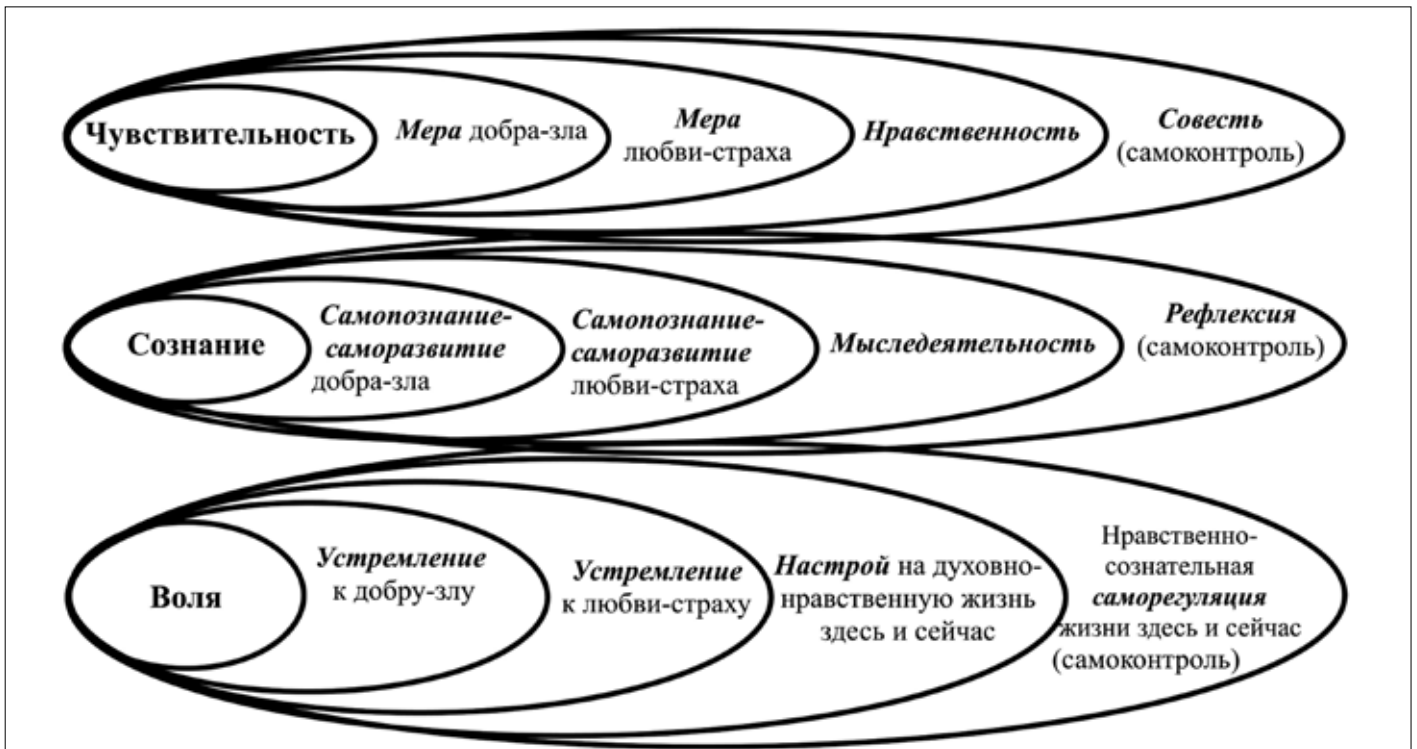 Чувствительность
Мера добра-зла
Мера
любви-страха
Нравственность
Совесть
(самоконтроль)
Сознание
Самопознание-
саморазвитие
добра-зла
Самопознание-
саморазвитие
любви-страха
Мыследеятельность
Рефлексия
(самоконтроль)
Воля
Устремление
к добру-злу
Устремление
к любви-страху
Настрой на духовно-
нравственную жизнь
здесь и сейчас
Нравственно-
сознательная
саморегуляция
жизни здесь и сейчас
(самоконтроль)